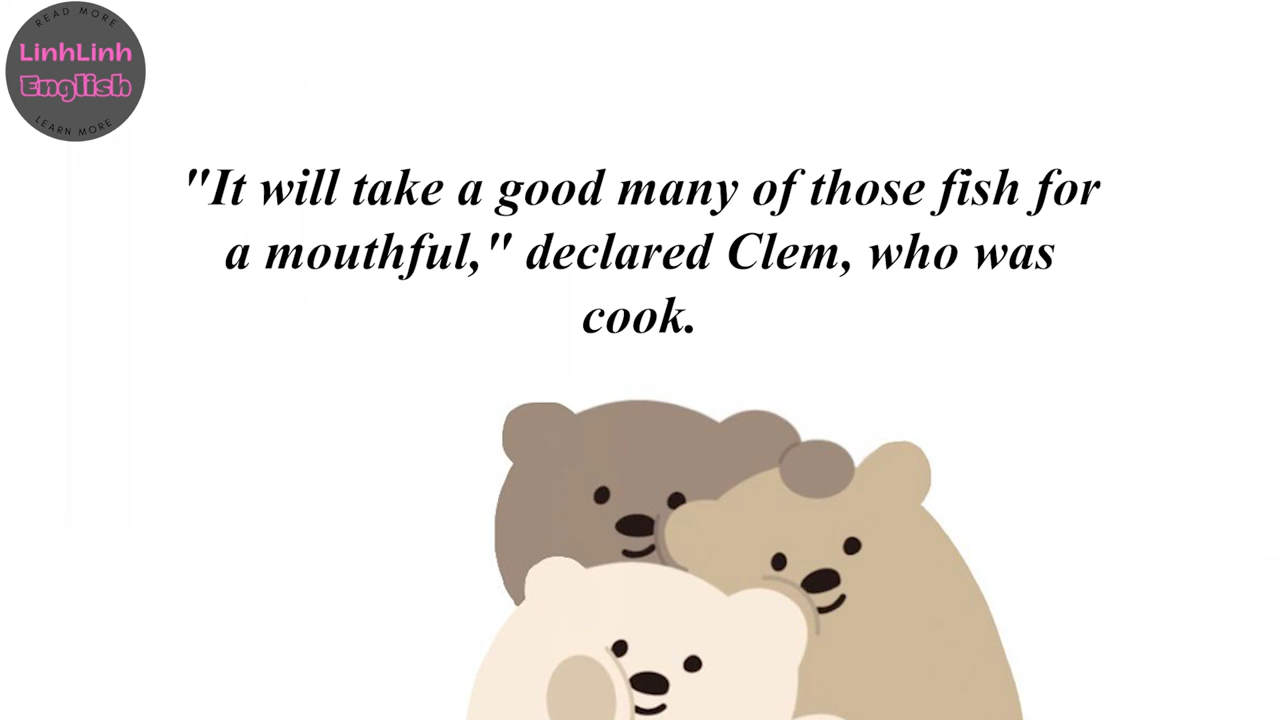 READ MORE
LinhLinh
English
LEARN MORE
"It will take a good many of those fish for
a mouthful," declared Clem, who was
cook.